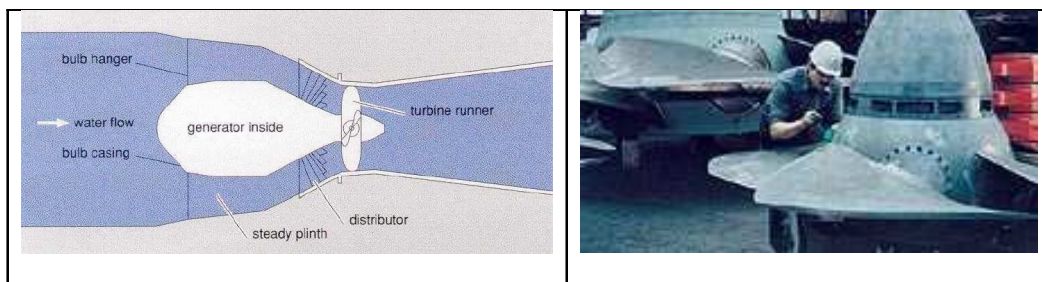 bulb hanger
water flow
generator inside
turbine runner
bulb casing
distributor
steady plinth